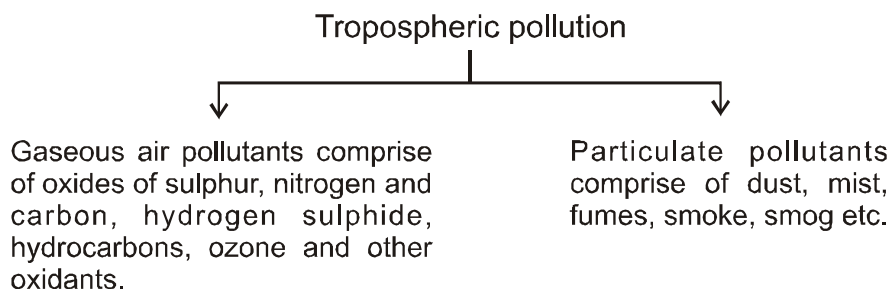 Tropospheric pollution
Gaseous air pollutants comprise
of oxides of sulphur, nitrogen and
carbon, hydrogen sulphide,
hydrocarbons, ozone and other
oxidants.
Particulate pollutants
comprise of dust, mist,
fumes, smoke, smog etc.